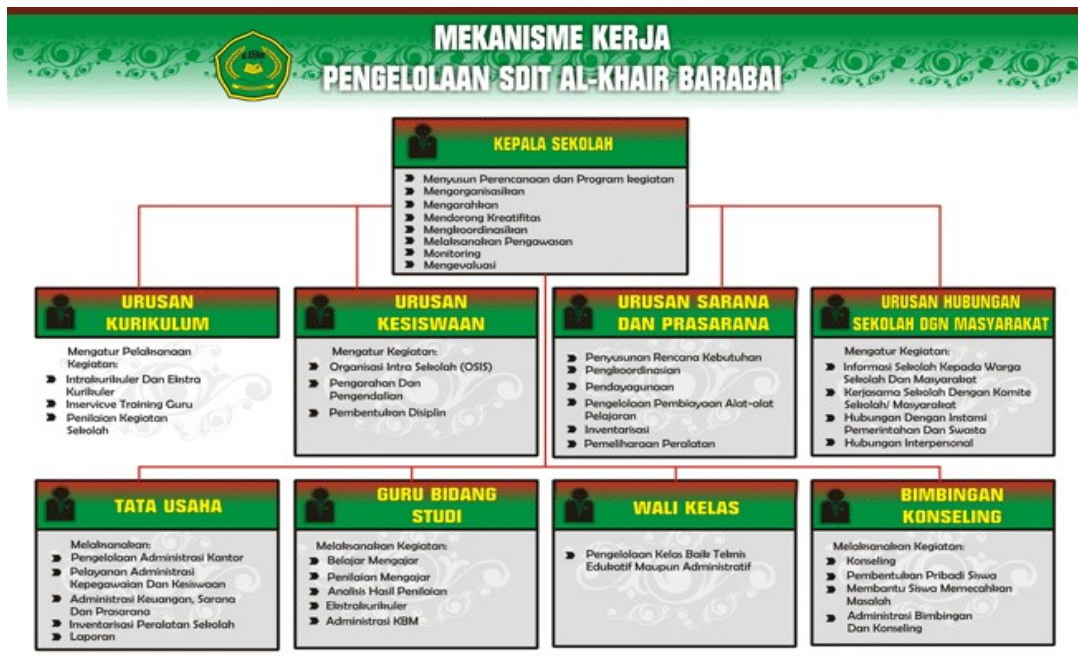 MEKANISME KERJA
PENGELOLAAN SDIT AL-KHAIR BARABAI
KEPALA SEKOLAH
Menyusun Perencanaan dan Program kegiatan
Mengorganisasikan
Mengarahkan
Mendorong Kreatifitas
Mengkoordinasikan
Melaksanakan Pengawasan
Monitoring
Mengevaluasi
URUSAN
KURIKULUM
Mengatur Pelaksanaan
Kegiatan:
Intrakurikuler Dan Ekstra
Kurikuler
Inservicve Training Guru
Penilaian Kegiatan
Sekolah
URUSAN
KESISWAAN
Mengatur Kegiatan:
Organisasi Intra Sekolah (OSIS)
Pengarahan Dan
Pengendalian
Pembentukan Disiplin
URUSAN SARANA
DAN PRASARANA
Penyusunan Rencana Kebutuhan
Pengkoordinasian
Pendayagunaan
Pengelolaan Pembiayaan Alat-alat
Pelajaran
Inventarisasi
Pemeliharaan Peralatan
URUSAN HUBUNGAN
SEKOLAH DGN MASYARAKAT
Mengatur Kegiatan:
Informasi Sekolah Kepada Warga
Sekolah Dan Masyarakat
Kerjasama Sekolah Dengan Komite
Sekolah/ Masyarakat
Hubungan Dengan Instansi
Pemerintahan Dan Swasta
Hubungan Interpersonal
TATA USAHA
Melaksanakan:
Pengelolaan Administrasi Kantor
Pelayanan Administrasi
Kepegawaian Dan Kesiswaan
Administrasi Keuangan, Sarana
Dan Prasarana
Inventarisasi Peralatan Sekolah
Laporan
GURU BIDANG
STUDI
Melaksanakan Kegiatan:
Belajar Mengajar
Penilaian Mengajar
Analisis Hasil Penilaian
Ekstrakurikuler
Administrasi KBM
WALI KELAS
Pengelolaan Kelas Baik Teknis
Edukatif Maupun Administratif
BIMBINGAN
KONSELING
Melaksanakan Kegiatan:
Konseling
Pembentukan Pribadi Siswa
Membantu Siswa Memecahkan
Masalah
Administrasi Bimbingan
Dan Konseling